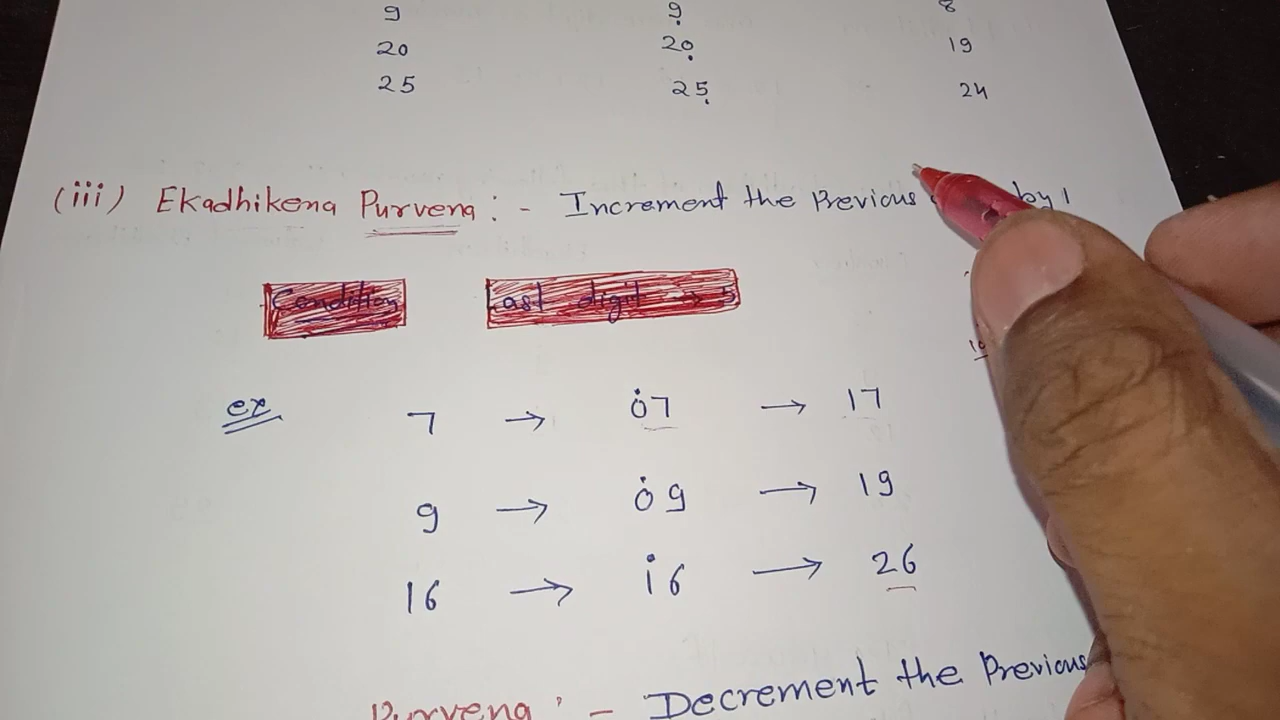 9 9 8
20 20 19
25 25 24
(iii) Ekadhikena Purvena : - Increment the Previous by 1
Condition Last digit → 5
ex 7 → 07 → 17
9 → 09 → 19
16 → 16 → 26
Purvena : - Decrement the Previous